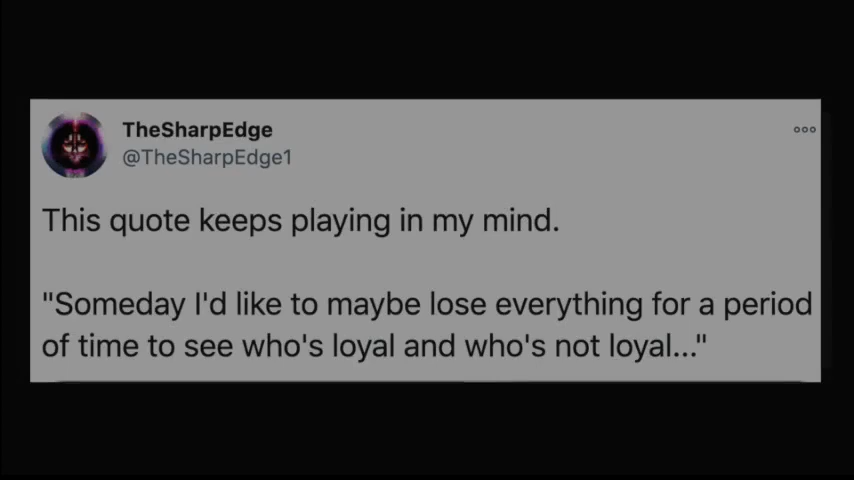 TheSharpEdge
@TheSharpEdge1
This quote keeps playing in my mind.
"Someday I'd like to maybe lose everything for a period
of time to see who's loyal and who's not loyal..."